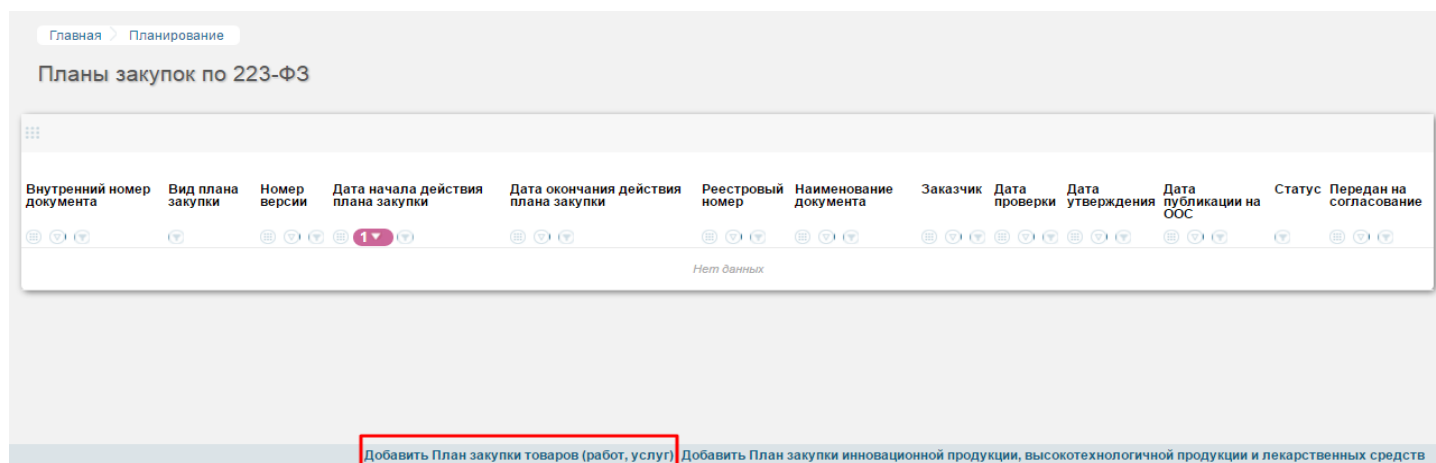 Главная Планирование
Планы закупок по 223-ФЗ
Внутренний номер документа Вид плана закупки Номер версии Дата начала действия плана закупки Дата окончания действия плана закупки Реестровый номер Наименование документа Заказчик Дата проверки Дата утверждения Дата публикации на ООС Статус Передан на согласование
1
Нет данных
Добавить План закупки товаров (работ, услуг) Добавить План закупки инновационной продукции, высокотехнологичной продукции и лекарственных средств